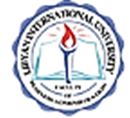 LIBYAN INTERNATIONAL UNIVERSITY
FACULTY
OF
BUSINESS ADMINISTRATION